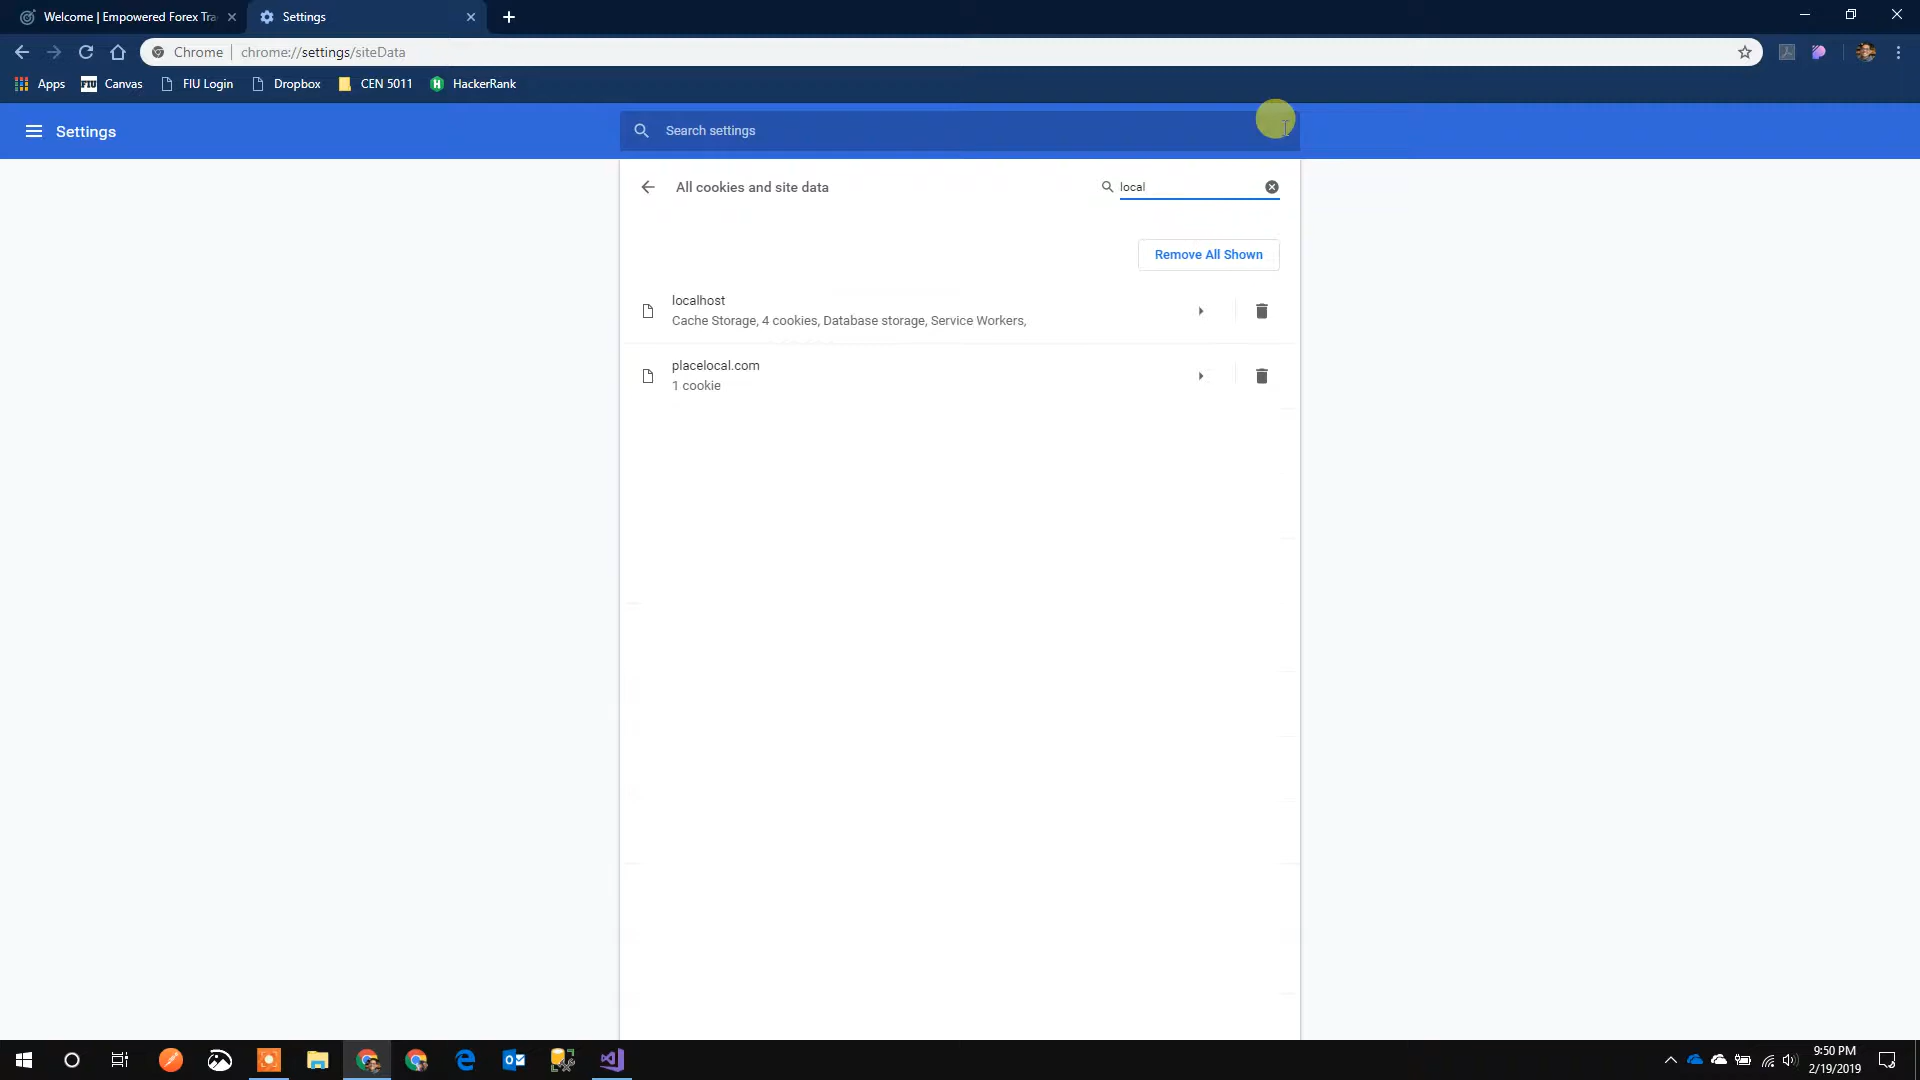 Welcome | Empowered Forex Tra
Settings
Chrome
chrome://settings/siteData
Apps
FIU
Canvas
FIU Login
Dropbox
CEN 5011
HackerRank
Settings
Search settings
All cookies and site data
local
Remove All Shown
localhost
Cache Storage, 4 cookies, Database storage, Service Workers,
placelocal.com
1 cookie
9:50 PM
2/19/2019